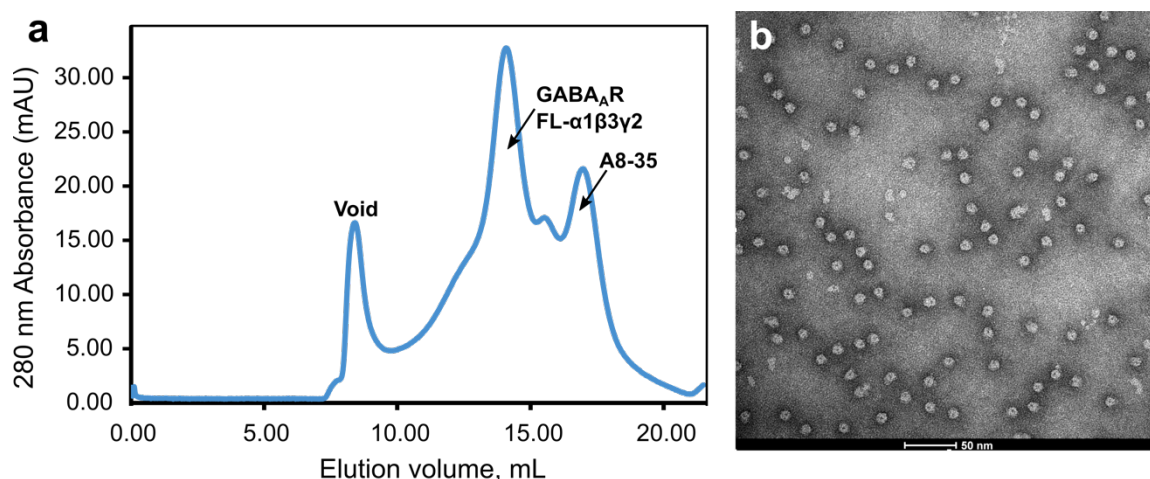 a
280 nm Absorbance (mAU)
30.00
25.00
20.00
15.00
10.00
5.00
0.00
Void
GABA_AR
FL-α1β3γ2
A8-35
0.00 5.00 10.00 15.00 20.00
Elution volume, mL
b
50 nm